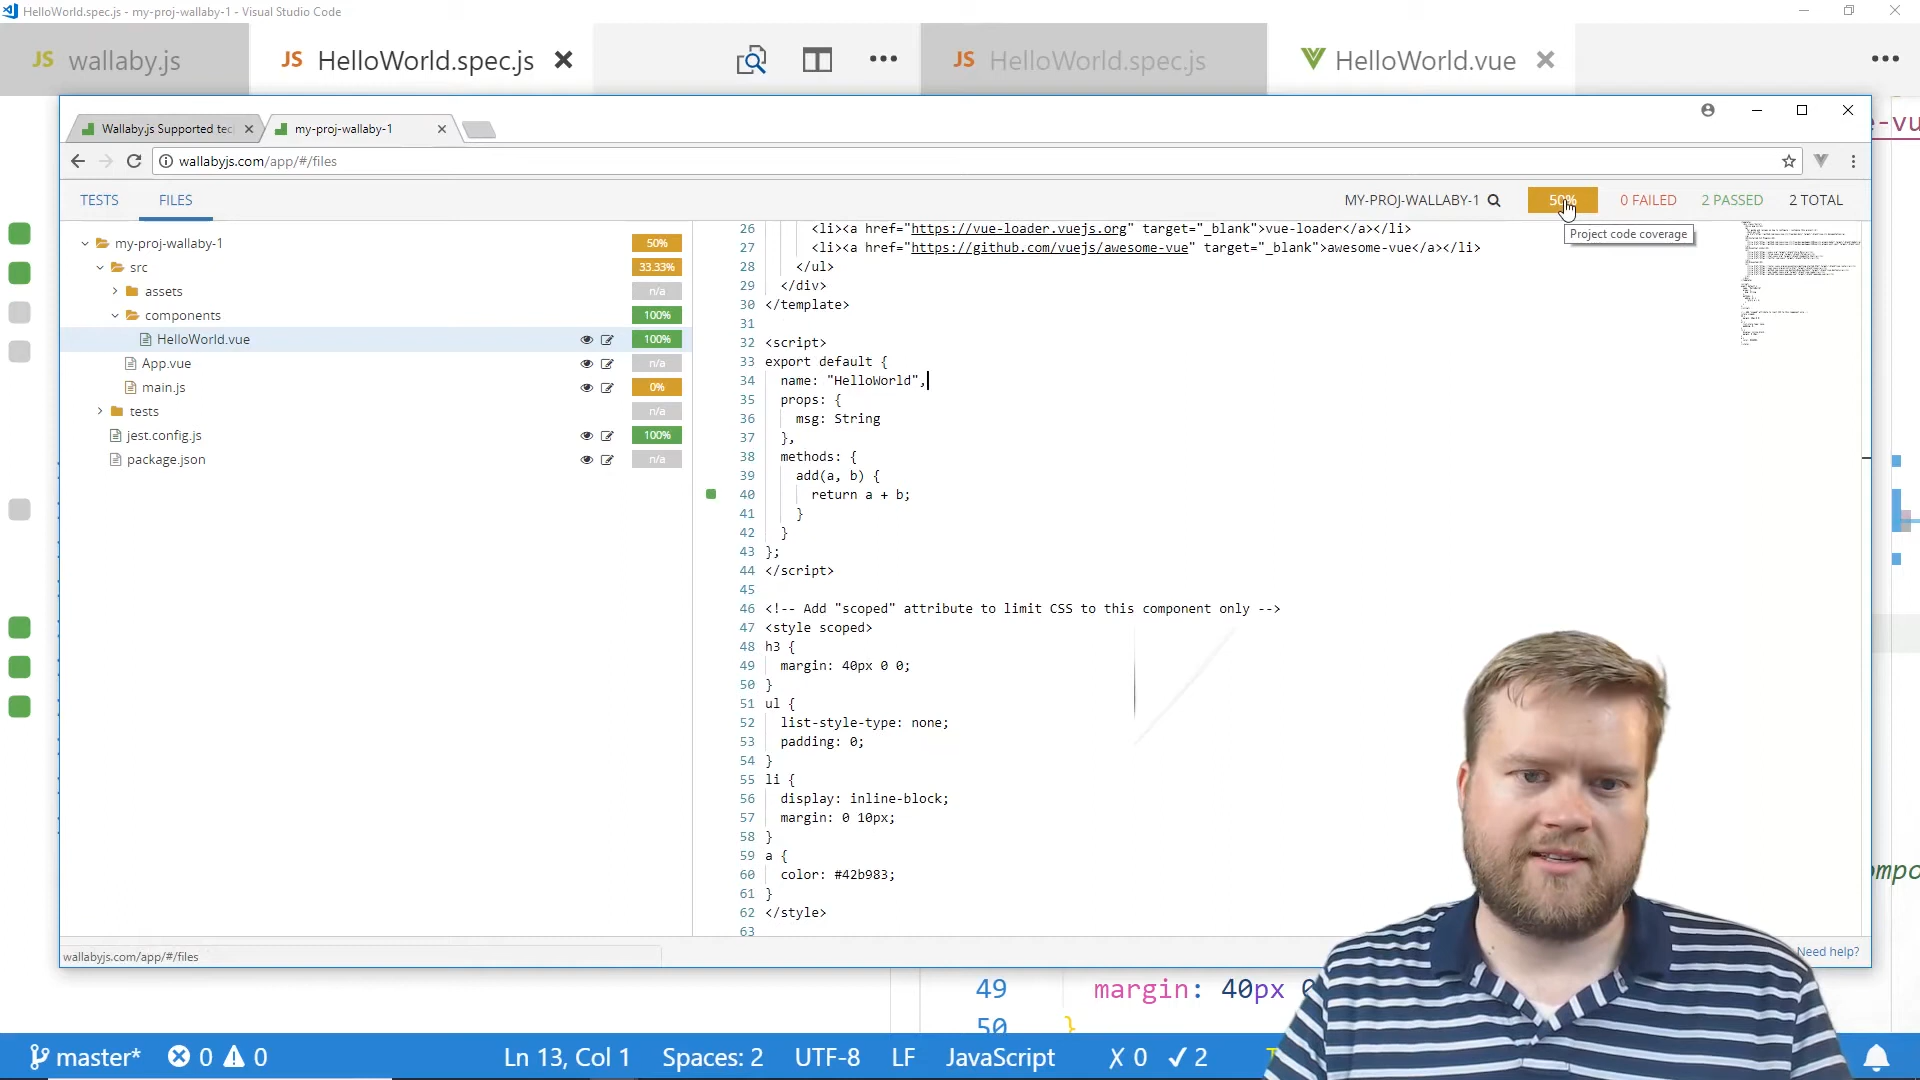 HelloWorld.spec.js - my-proj-wallaby-1 - Visual Studio Code
JS wallaby.js
JS HelloWorld.spec.js
JS HelloWorld.spec.js
HelloWorld.vue
Wallaby.js Supported tec
my-proj-wallaby-1
wallabyjs.com/app/#/files
TESTS FILES
MY-PROJ-WALLABY-1
50%
0 FAILED 2 PASSED 2 TOTAL
Project code coverage
my-proj-wallaby-1 50%
src 33.33%
assets n/a
components 100%
HelloWorld.vue 100%
App.vue n/a
main.js 0%
tests n/a
jest.config.js 100%
package.json n/a
26 <li><a href="https://vue-loader.vuejs.org" target="_blank">vue-loader</a></li>
27 <li><a href="https://github.com/vuejs/awesome-vue" target="_blank">awesome-vue</a></li>
28 </ul>
29 </div>
30 </template>
31
32 <script>
33 export default {
34 name: "HelloWorld",
35 props: {
36 msg: String
37 },
38 methods: {
39 add(a, b) {
40 return a + b;
41 }
42 }
43 };
44 </script>
45
46 <!-- Add "scoped" attribute to limit CSS to this component only -->
47 <style scoped>
48 h3 {
49 margin: 40px 0 0;
50 }
51 ul {
52 list-style-type: none;
53 padding: 0;
54 }
55 li {
56 display: inline-block;
57 margin: 0 10px;
58 }
59 a {
60 color: #42b983;
61 }
62 </style>
63
-vu
ompo
wallabyjs.com/app/#/files
Need help?
49 margin: 40px
50 }
master* 0 0
Ln 13, Col 1 Spaces: 2 UTF-8 LF JavaScript ✗ 0 ✓ 2